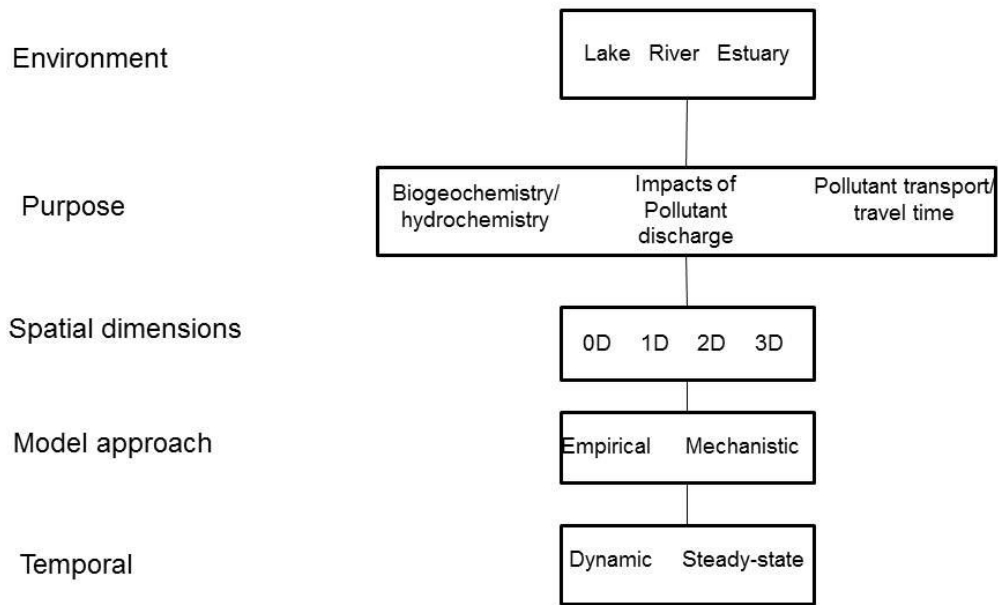 Environment
Lake River Estuary
Purpose
Biogeochemistry/
hydrochemistry
Impacts of
Pollutant
discharge
Pollutant transport/
travel time
Spatial dimensions
0D 1D 2D 3D
Model approach
Empirical Mechanistic
Temporal
Dynamic Steady-state